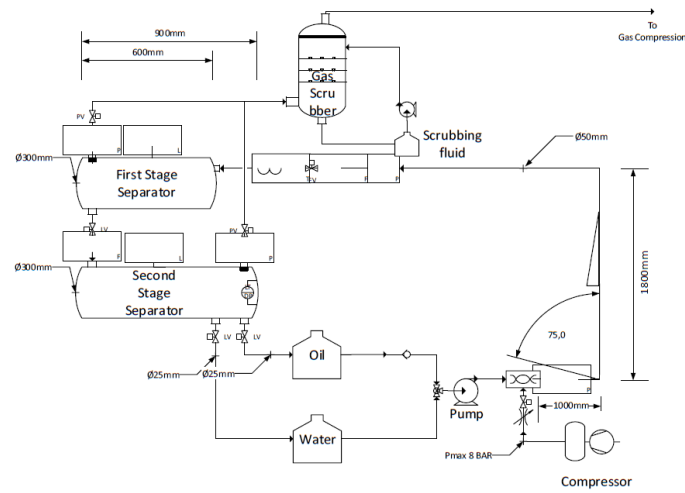 To
Gas Compression
900mm
600mm
Gas
Scru
bber
PV
Scrubbing
fluid
Ø50mm
P
L
Ø300mm
First Stage
Separator
F
P
LV
PV
F
L
P
Ø300mm
Second
Stage
Separator
1800mm
75,0
LV
LV
Ø25mm
Ø25mm
Oil
P
Pump
1000mm
Water
Pmax 8 BAR
Compressor